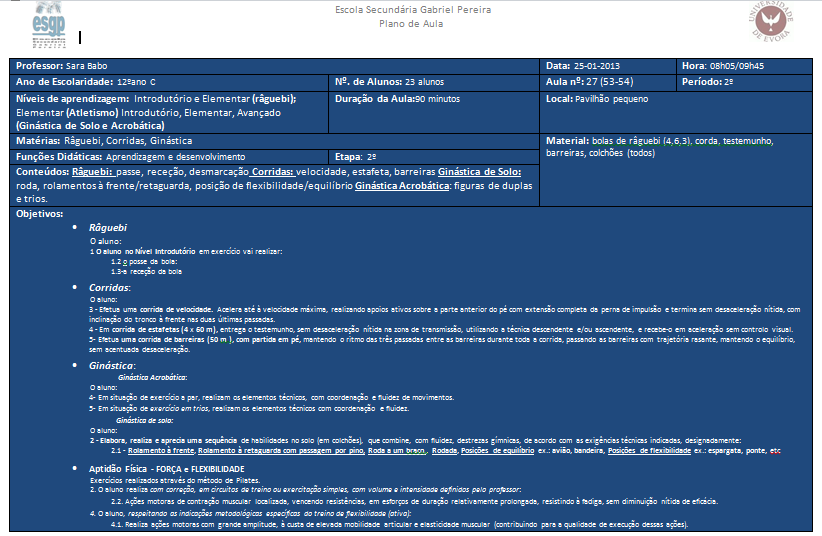 esgp
Escola Secundária Gabriel Pereira
Plano de Aula
UNIVERSIDADE DE ÉVORA
Professor: Sara Babo
Data: 25-01-2013
Hora: 08h05/09h45
Ano de Escolaridade: 12ºano C
Nº. de Alunos: 23 alunos
Aula nº: 27 (53-54)
Período: 2º
Níveis de aprendizagem: Introdutório e Elementar (râguebi);
Elementar (Atletismo) Introdutório, Elementar, Avançado
(Ginástica de Solo e Acrobática)
Duração da Aula:90 minutos
Local: Pavilhão pequeno
Matérias: Râguebi, Corridas, Ginástica
Material: bolas de râguebi (4,6,3), corda, testemunho,
barreiras, colchões (todos)
Funções Didáticas: Aprendizagem e desenvolvimento
Etapa: 2º
Conteúdos: Râguebi: passe, receção, desmarcação Corridas: velocidade, estafeta, barreiras Ginástica de Solo:
roda, rolamentos à frente/retaguarda, posição de flexibilidade/equilíbrio Ginástica Acrobática: figuras de duplas
e trios.
Objetivos:
• Râguebi
O aluno:
1 O aluno no Nível Introdutório em exercício vai realizar:
1.2 o posse da bola:
1.3-a receção da bola
• Corridas:
O aluno:
3 - Efetua uma corrida de velocidade. Acelera até à velocidade máxima, realizando apoios ativos sobre a parte anterior do pé com extensão completa da perna de impulsão e termina sem desaceleração nítida, com
inclinação do tronco à frente nas duas últimas passadas.
4 - Em corrida de estafetas (4 x 60 m), entrega o testemunho, sem desaceleração nítida na zona de transmissão, utilizando a técnica descendente e/ou ascendente, e recebe-o em aceleração sem controlo visual.
5- Efetua uma corrida de barreiras (50 m ), com partida em pé, mantendo o ritmo das três passadas entre as barreiras durante toda a corrida, passando as barreiras com trajetória rasante, mantendo o equilíbrio,
sem acentuada desaceleração.
• Ginástica:
Ginástica Acrobática:
O aluno:
4- Em situação de exercício a par, realizam os elementos técnicos, com coordenação e fluidez de movimentos.
5- Em situação de exercício em trios, realizam os elementos técnicos com coordenação e fluidez.
Ginástica de solo:
O aluno:
2 - Elabora, realiza e aprecia uma sequência de habilidades no solo (em colchões), que combine, com fluidez, destrezas gímnicas, de acordo com as exigências técnicas indicadas, designadamente:
2.1 - Rolamento à frente, Rolamento à retaguarda com passagem por pino, Roda a um braço,. Rodada, Posições de equilíbrio ex.: avião, bandeira, Posições de flexibilidade ex.: espargata, ponte, etc
• Aptidão Física - FORÇA e FLEXIBILIDADE
Exercícios realizados através do método de Pilates.
2. O aluno realiza com correção, em circuitos de treino ou exercitação simples, com volume e intensidade definidos pelo professor:
2.2. Ações motoras de contração muscular localizada, vencendo resistências, em esforços de duração relativamente prolongada, resistindo à fadiga, sem diminuição nítida de eficácia.
4. O aluno, respeitando as indicações metodológicas específicas do treino de flexibilidade (ativa):
4.1. Realiza ações motoras com grande amplitude, à custa de elevada mobilidade articular e elasticidade muscular (contribuindo para a qualidade de execução dessas ações).